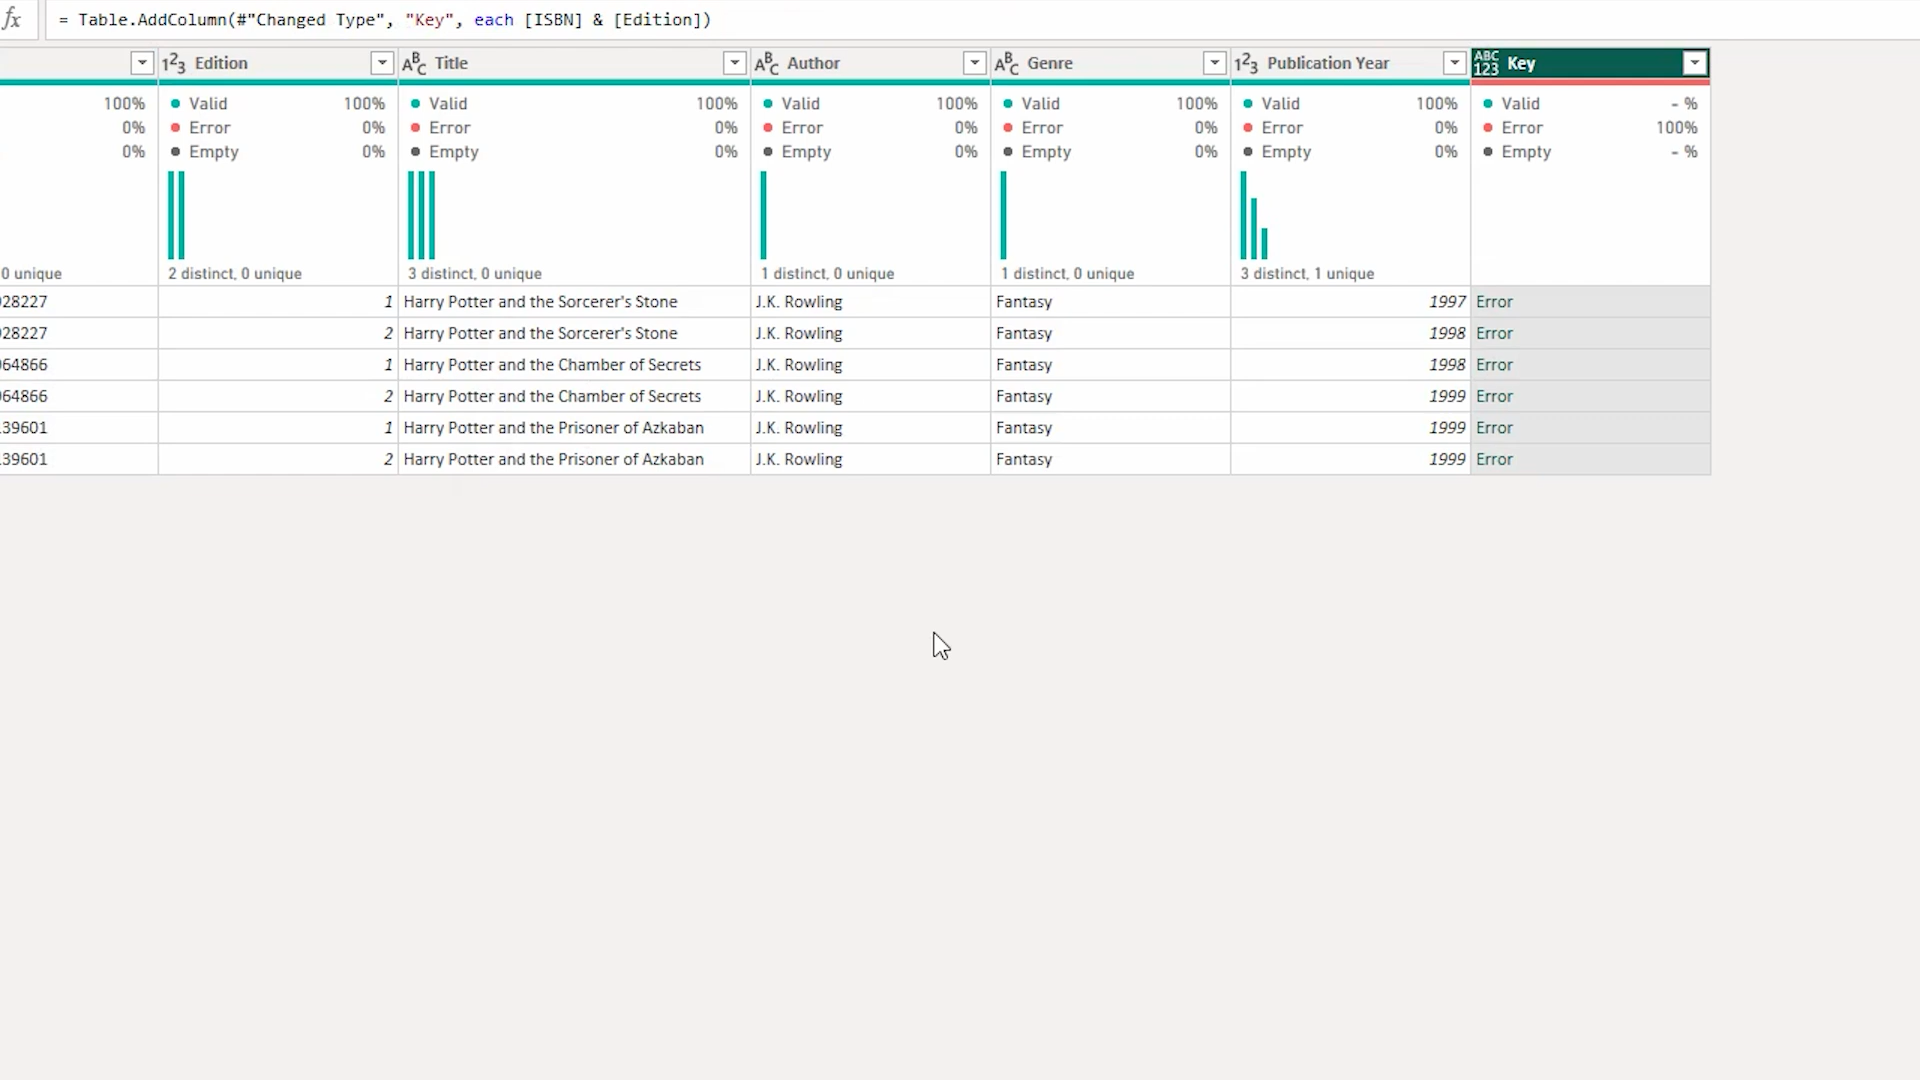 fx = Table.AddColumn(#"Changed Type", "Key", each [ISBN] & [Edition])
123 Edition ABC Title ABC Author ABC Genre 123 Publication Year ABC 123 Key
100% Valid 100% Valid 100% Valid 100% Valid 100% Valid 100% Valid - %
0% Error 0% Error 0% Error 0% Error 0% Error 0% Error 100%
0% Empty 0% Empty 0% Empty 0% Empty 0% Empty 0% Empty - %
0 unique 2 distinct, 0 unique 3 distinct, 0 unique 1 distinct, 0 unique 1 distinct, 0 unique 3 distinct, 1 unique
028227 1 Harry Potter and the Sorcerer's Stone J.K. Rowling Fantasy 1997 Error
028227 2 Harry Potter and the Sorcerer's Stone J.K. Rowling Fantasy 1998 Error
064866 1 Harry Potter and the Chamber of Secrets J.K. Rowling Fantasy 1998 Error
064866 2 Harry Potter and the Chamber of Secrets J.K. Rowling Fantasy 1999 Error
139601 1 Harry Potter and the Prisoner of Azkaban J.K. Rowling Fantasy 1999 Error
139601 2 Harry Potter and the Prisoner of Azkaban J.K. Rowling Fantasy 1999 Error